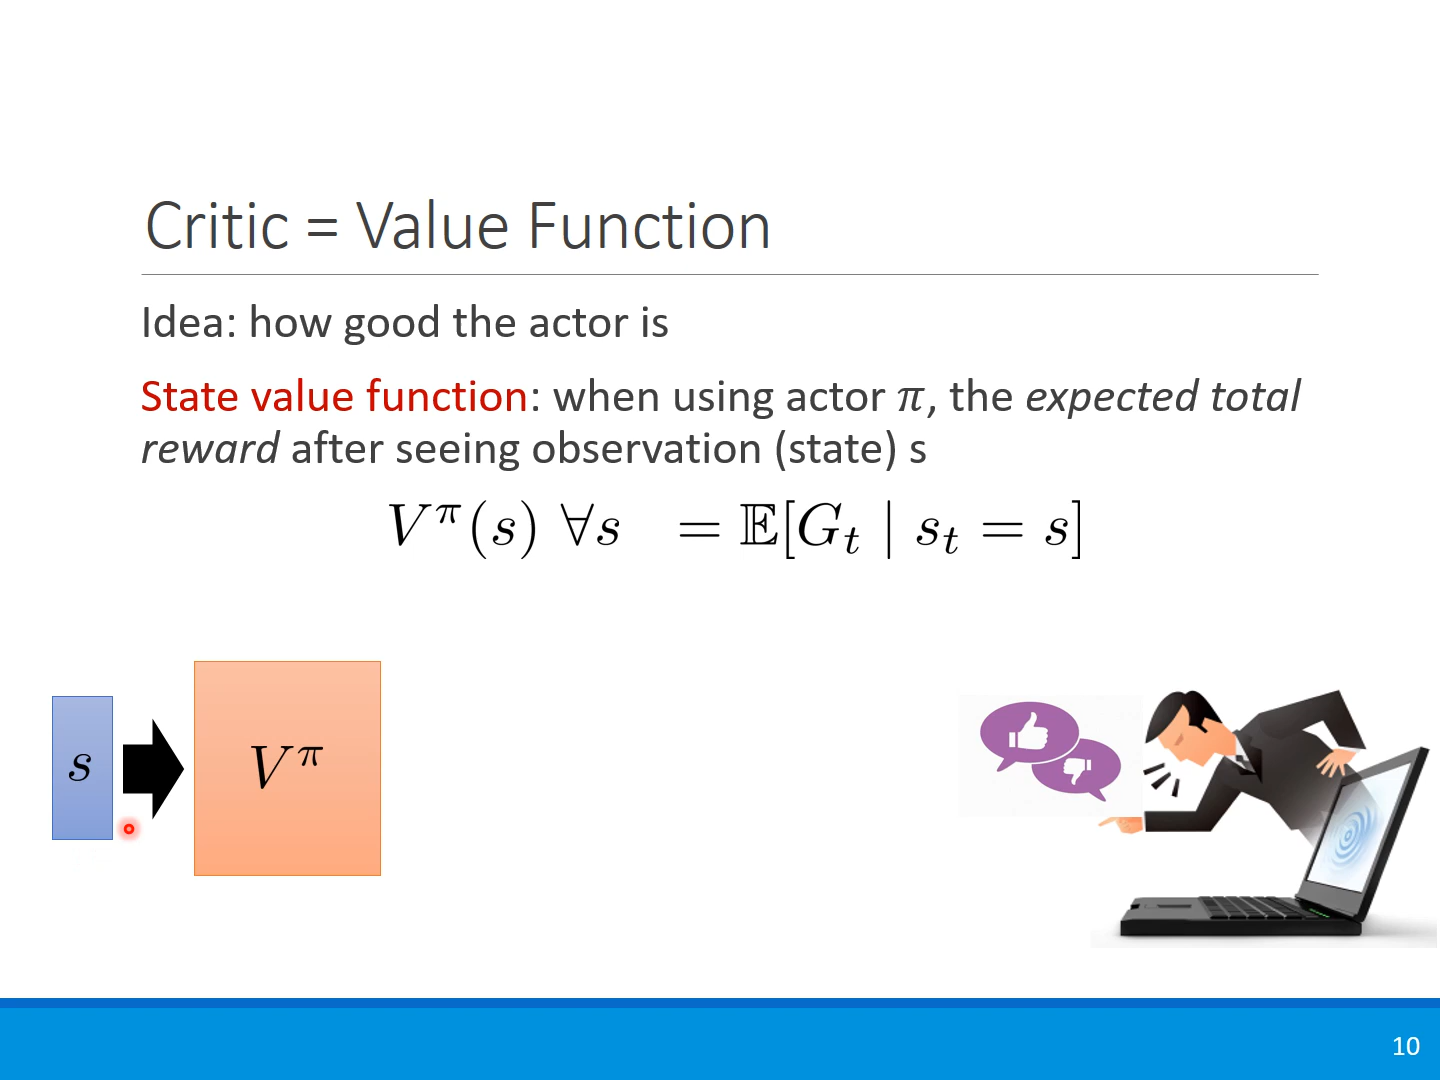 Critic = Value Function
Idea: how good the actor is
State value function: when using actor π, the expected total
reward after seeing observation (state) s
V^π(s) ∀s = 𝔼[G_t | s_t = s]
s
V^π
10